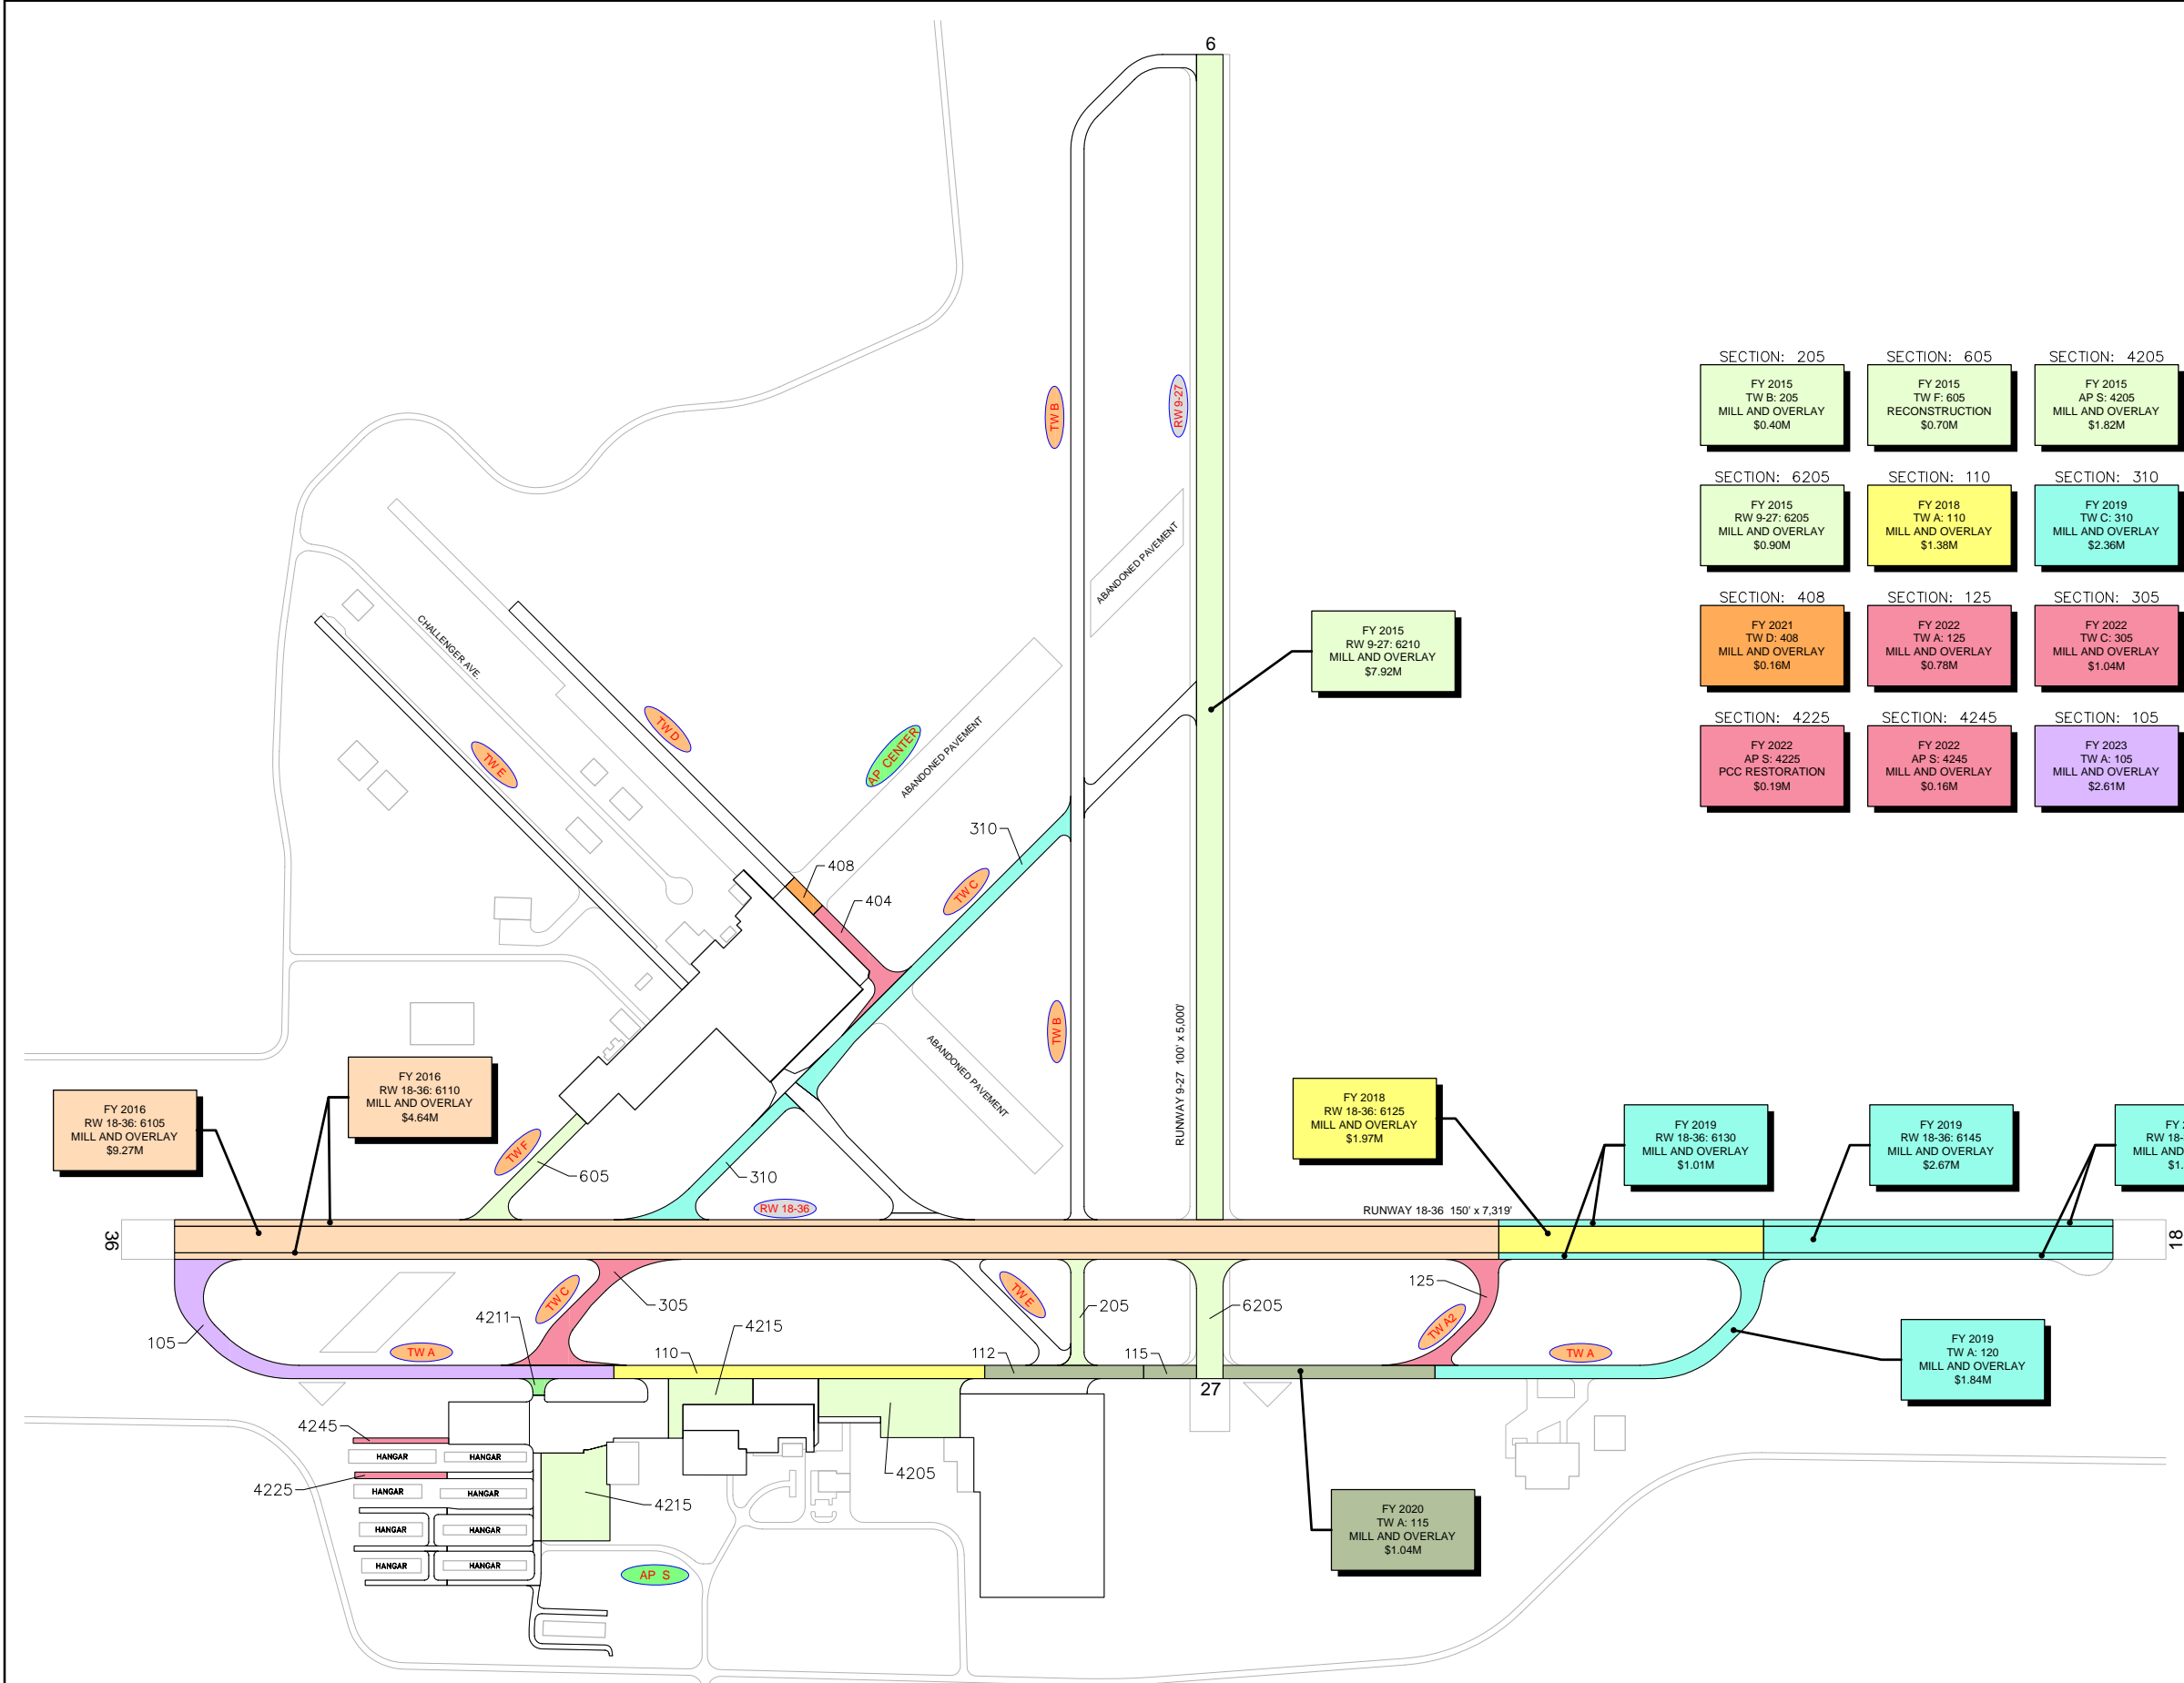 6
TW B
RW 9-27
ABANDONED PAVEMENT
CHALLENGER AVE.
TW D
TW E
AP CENTER
ABANDONED PAVEMENT
FY 2015
RW 9-27: 6210
MILL AND OVERLAY
$7.92M
SECTION: 205
FY 2015
TW B: 205
MILL AND OVERLAY
$0.40M
SECTION: 605
FY 2015
TW F: 605
RECONSTRUCTION
$0.70M
SECTION: 4205
FY 2015
AP S: 4205
MILL AND OVERLAY
$1.82M
SECTION: 6205
FY 2015
RW 9-27: 6205
MILL AND OVERLAY
$0.90M
SECTION: 110
FY 2018
TW A: 110
MILL AND OVERLAY
$1.38M
SECTION: 310
FY 2019
TW C: 310
MILL AND OVERLAY
$2.36M
SECTION: 408
FY 2021
TW D: 408
MILL AND OVERLAY
$0.16M
SECTION: 125
FY 2022
TW A: 125
MILL AND OVERLAY
$0.78M
SECTION: 305
FY 2022
TW C: 305
MILL AND OVERLAY
$1.04M
SECTION: 4225
FY 2022
AP S: 4225
PCC RESTORATION
$0.19M
SECTION: 4245
FY 2022
AP S: 4245
MILL AND OVERLAY
$0.16M
SECTION: 105
FY 2023
TW A: 105
MILL AND OVERLAY
$2.61M
310
408
TW C
404
TW B
RUNWAY 9-27 100' x 5,000'
ABANDONED PAVEMENT
FY 2016
RW 18-36: 6105
MILL AND OVERLAY
$9.27M
FY 2016
RW 18-36: 6110
MILL AND OVERLAY
$4.64M
TW F
605
310
RW 18-36
FY 2018
RW 18-36: 6125
MILL AND OVERLAY
$1.97M
FY 2019
RW 18-36: 6130
MILL AND OVERLAY
$1.01M
FY 2019
RW 18-36: 6145
MILL AND OVERLAY
$2.67M
FY
RW 18-
MILL AND
$1.
RUNWAY 18-36 150' x 7,319'
36
18
TW C
305
TW E
205
6205
125
TW A2
105
TW A
4211
4215
110
112
115
27
TW A
FY 2019
TW A: 120
MILL AND OVERLAY
$1.84M
4245
HANGAR
HANGAR
4225
HANGAR
HANGAR
HANGAR
HANGAR
HANGAR
HANGAR
4215
4205
AP S
FY 2020
TW A: 115
MILL AND OVERLAY
$1.04M